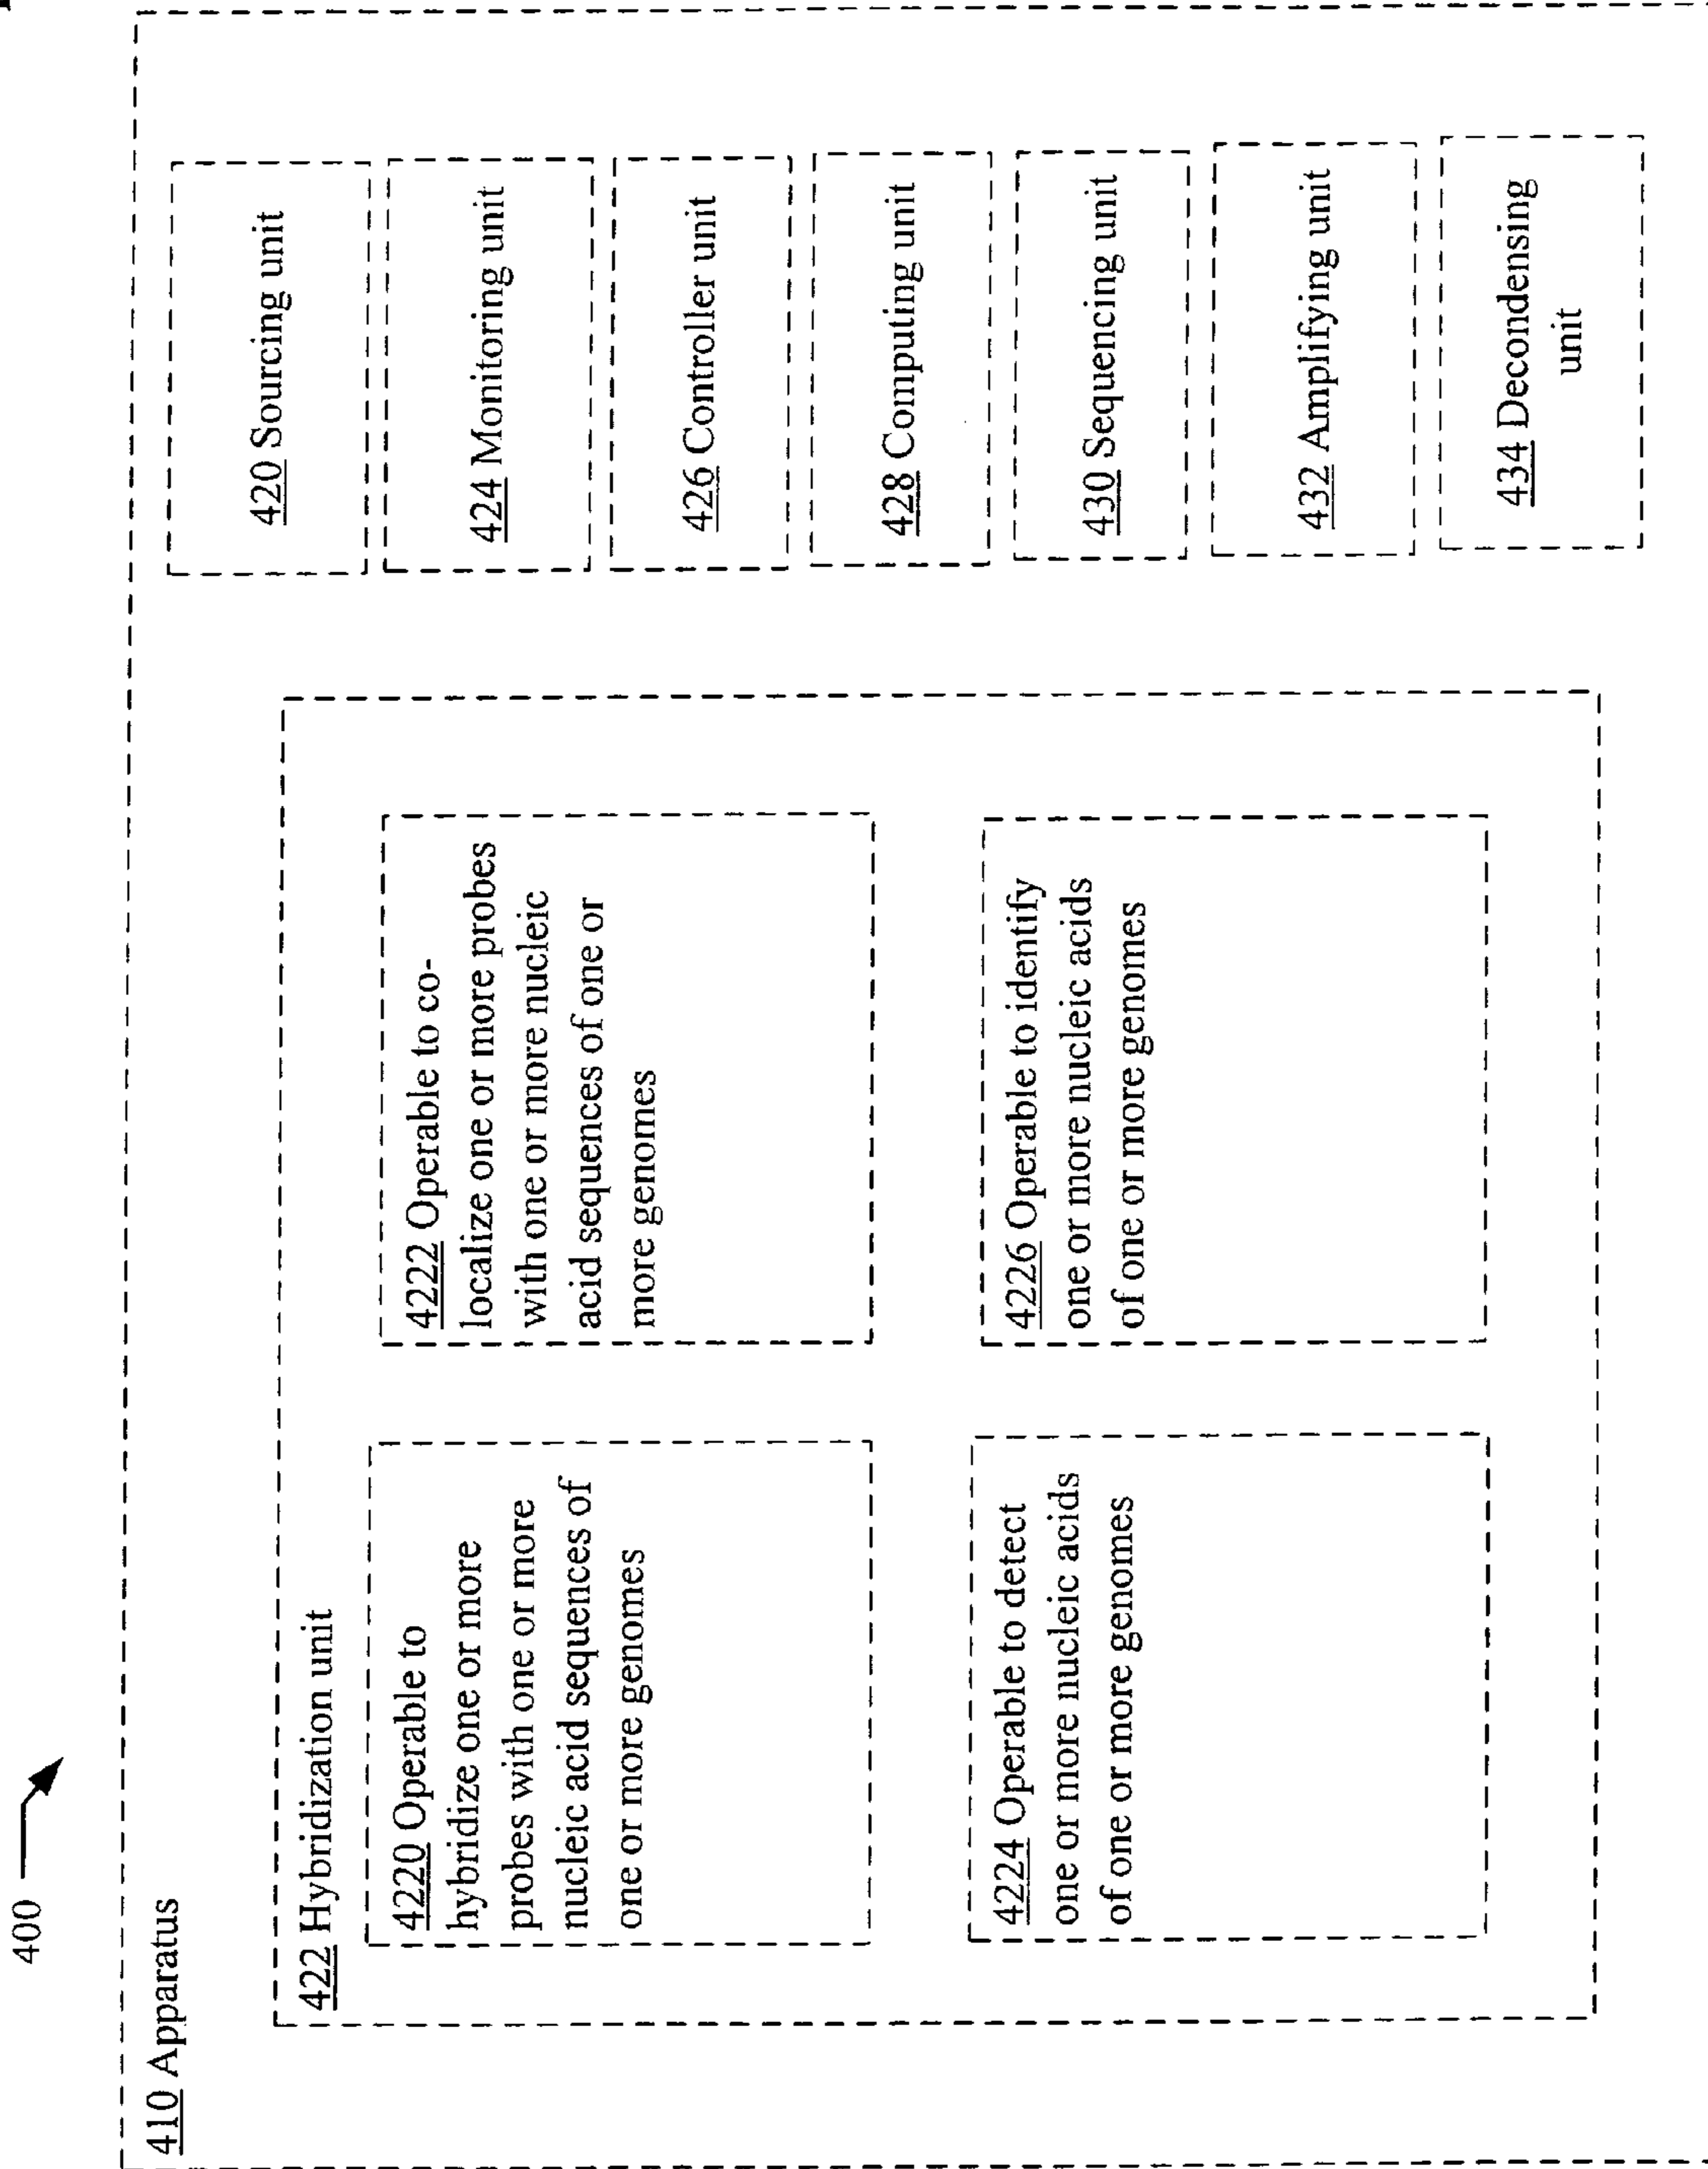 400
410 Apparatus
422 Hybridization unit
4220 Operable to
hybridize one or more
probes with one or more
nucleic acid sequences of
one or more genomes
4222 Operable to co-
localize one or more probes
with one or more nucleic
acid sequences of one or
more genomes
4224 Operable to detect
one or more nucleic acids
of one or more genomes
4226 Operable to identify
one or more nucleic acids
of one or more genomes
420 Sourcing unit
424 Monitoring unit
426 Controller unit
428 Computing unit
430 Sequencing unit
432 Amplifying unit
434 Decondensing
unit